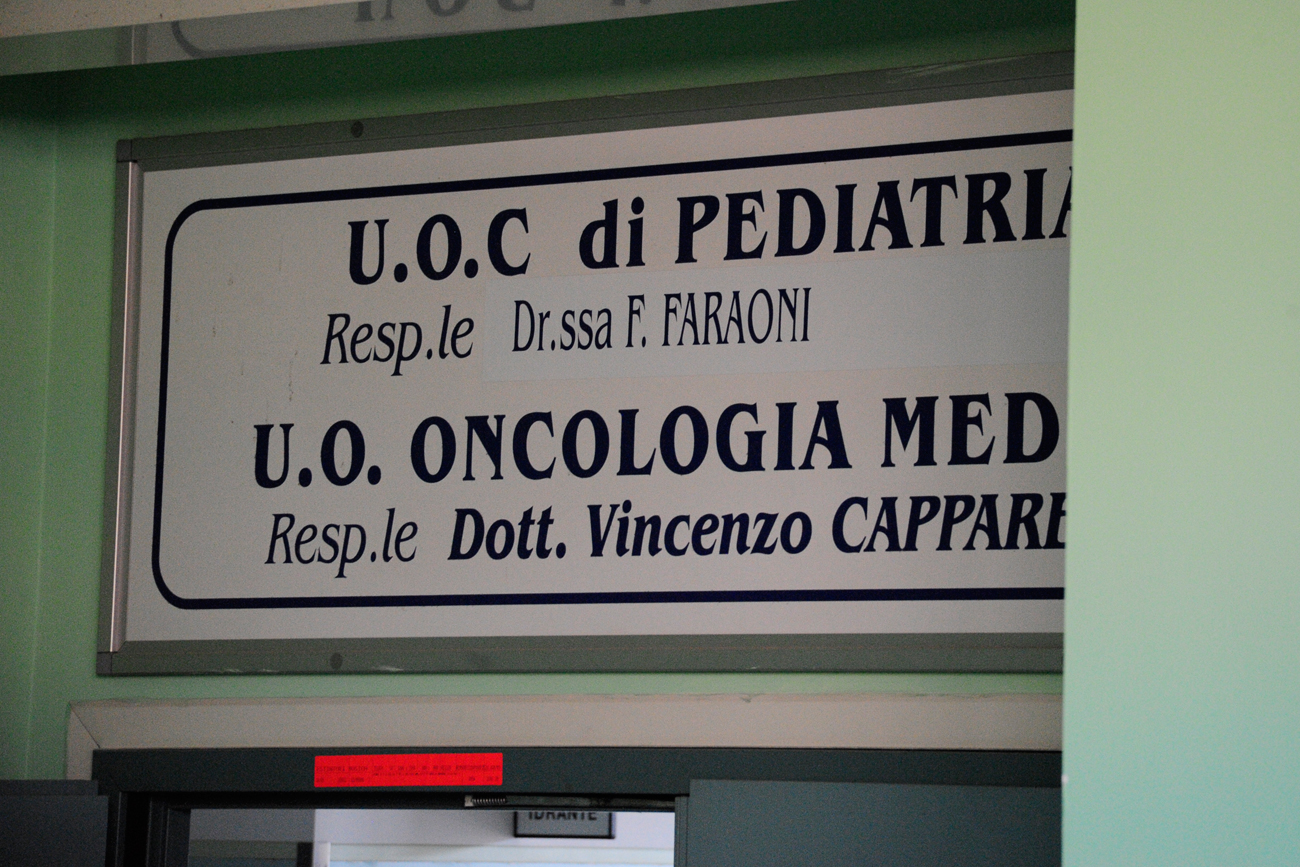 U.O.C di PEDIATRIA
Resp.le Dr.ssa F. FARAONI
U.O. ONCOLOGIA MED
Resp.le Dott. Vincenzo CAPPARE
IDRANTE